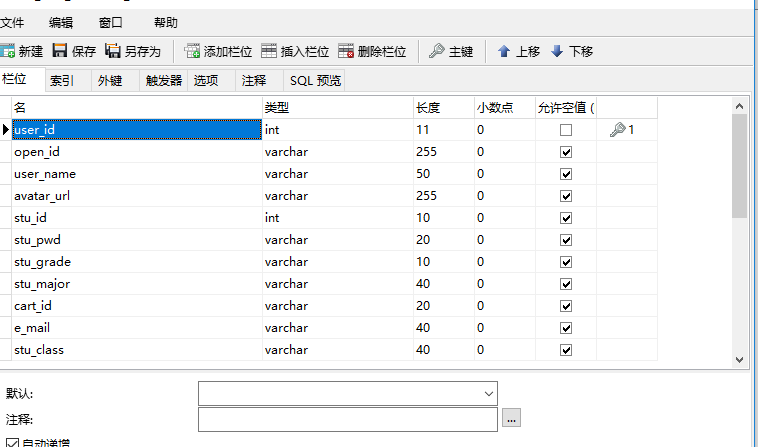 文件 编辑 窗口 帮助
新建 保存 另存为 添加栏位 插入栏位 删除栏位 主键 上移 下移
栏位 索引 外键 触发器 选项 注释 SQL 预览
名 类型 长度 小数点 允许空值 (
user_id int 11 0 1
open_id varchar 255 0
user_name varchar 50 0
avatar_url varchar 255 0
stu_id int 10 0
stu_pwd varchar 20 0
stu_grade varchar 10 0
stu_major varchar 40 0
cart_id varchar 20 0
e_mail varchar 40 0
stu_class varchar 40 0
默认:
注释: ...
自动递增